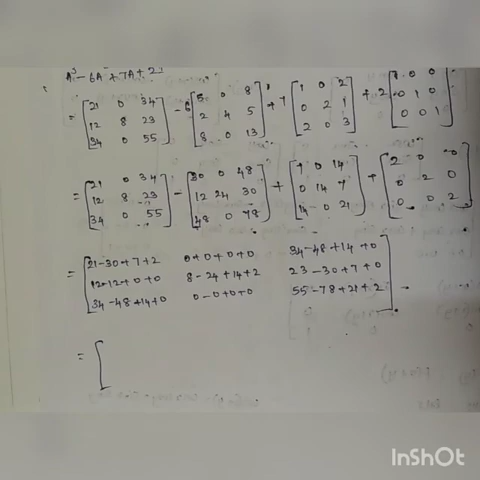 A³ - 6A² + 7A + 2I
= [21 0 34 - 6 [5 0 8 + 7 [1 0 2 + 2 [1 0 0
12 8 23 2 4 5 0 2 1 0 1 0
34 0 55] 8 0 13] 2 0 3] 0 0 1]
= [21 0 34 - [30 0 48 + [7 0 14 + [2 0 0
12 8 23 12 24 30 0 14 7 0 2 0
34 0 55] 48 0 78] 14 0 21] 0 0 2]
= [21-30+7+2 0+0+0+0 34-48+14+0
12-12+0+0 8-24+14+2 23-30+7+0
34-48+14+0 0-0+0+0 55-78+21+2]
= [
InShOt